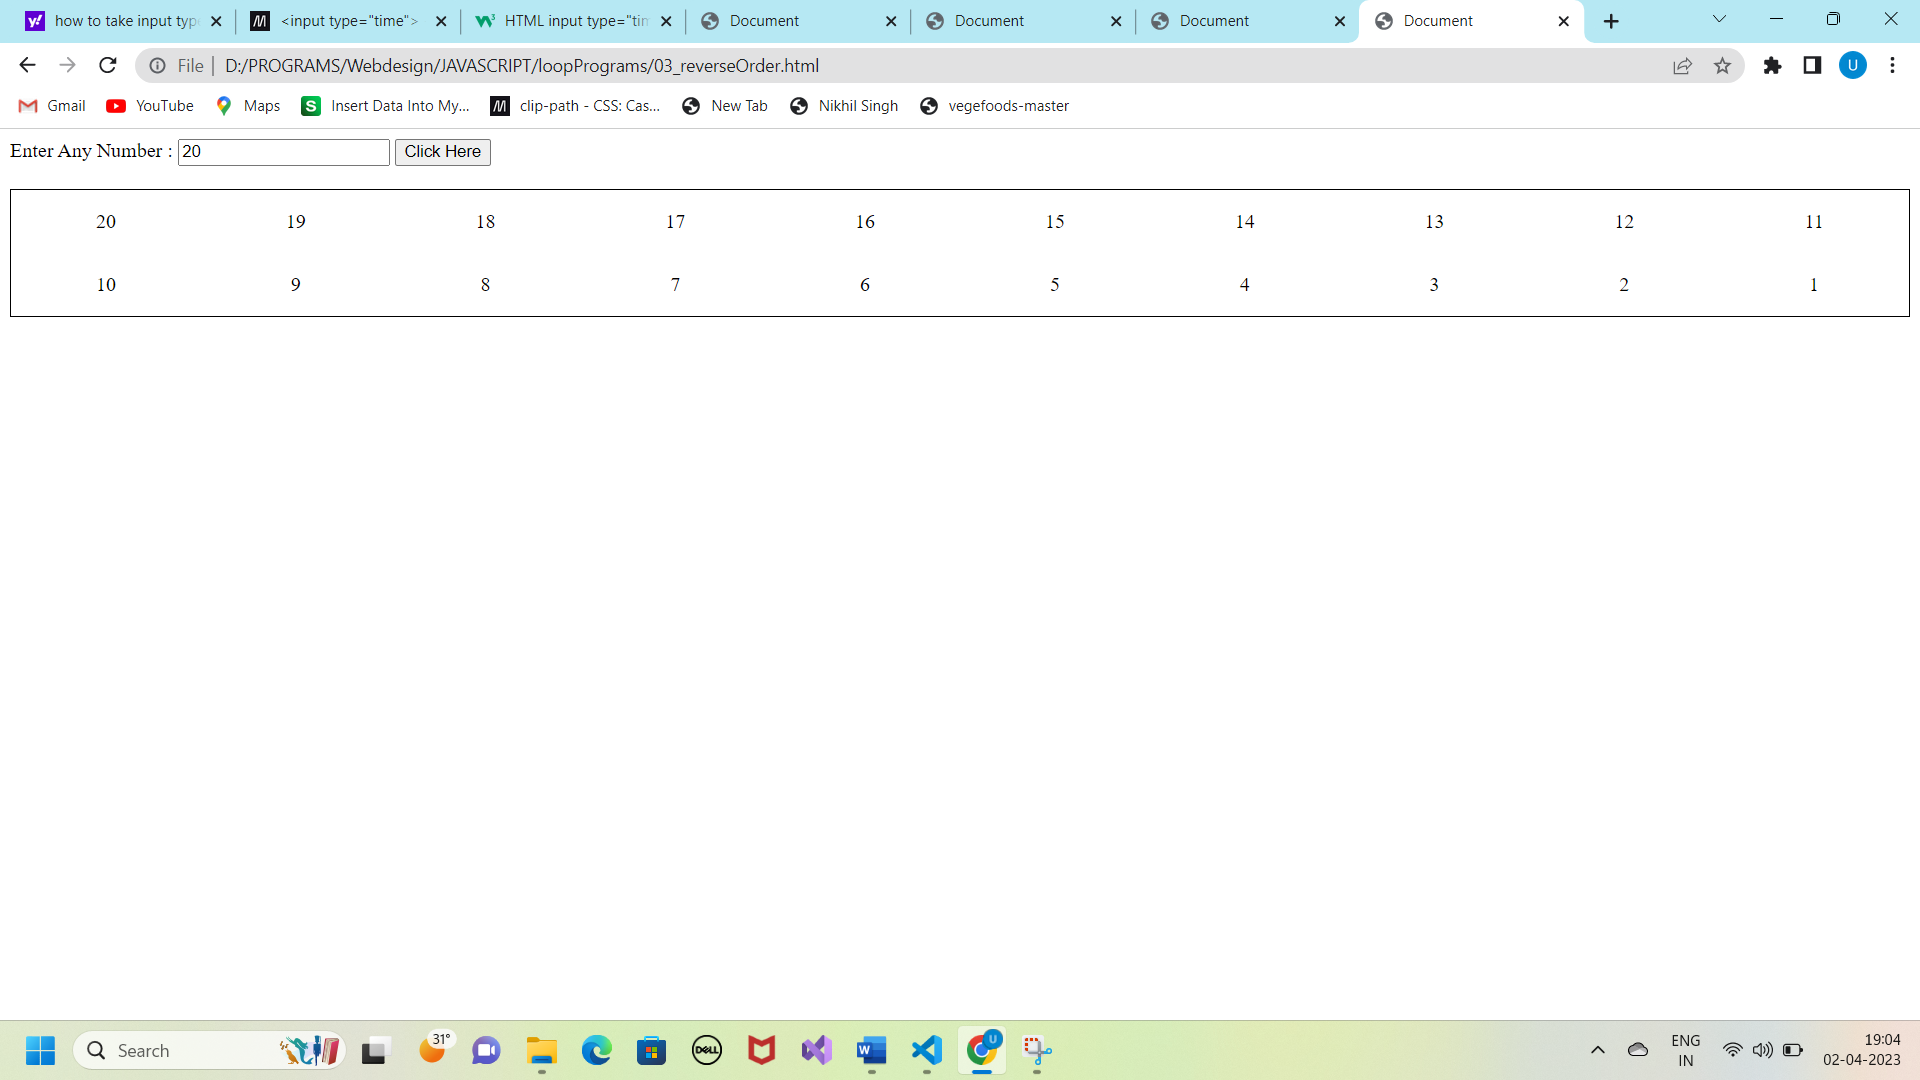 how to take input typ
<input type="time">
HTML input type="tim
Document
Document
Document
Document
File
D:/PROGRAMS/Webdesign/JAVASCRIPT/loopPrograms/03_reverseOrder.html
U
Gmail
YouTube
Maps
S
Insert Data Into My...
clip-path - CSS: Cas...
New Tab
Nikhil Singh
vegefoods-master
Enter Any Number : 20 Click Here
20 19 18 17 16 15 14 13 12 11
10 9 8 7 6 5 4 3 2 1
Search
31°
DELL
W
U
ENG
IN
19:04
02-04-2023